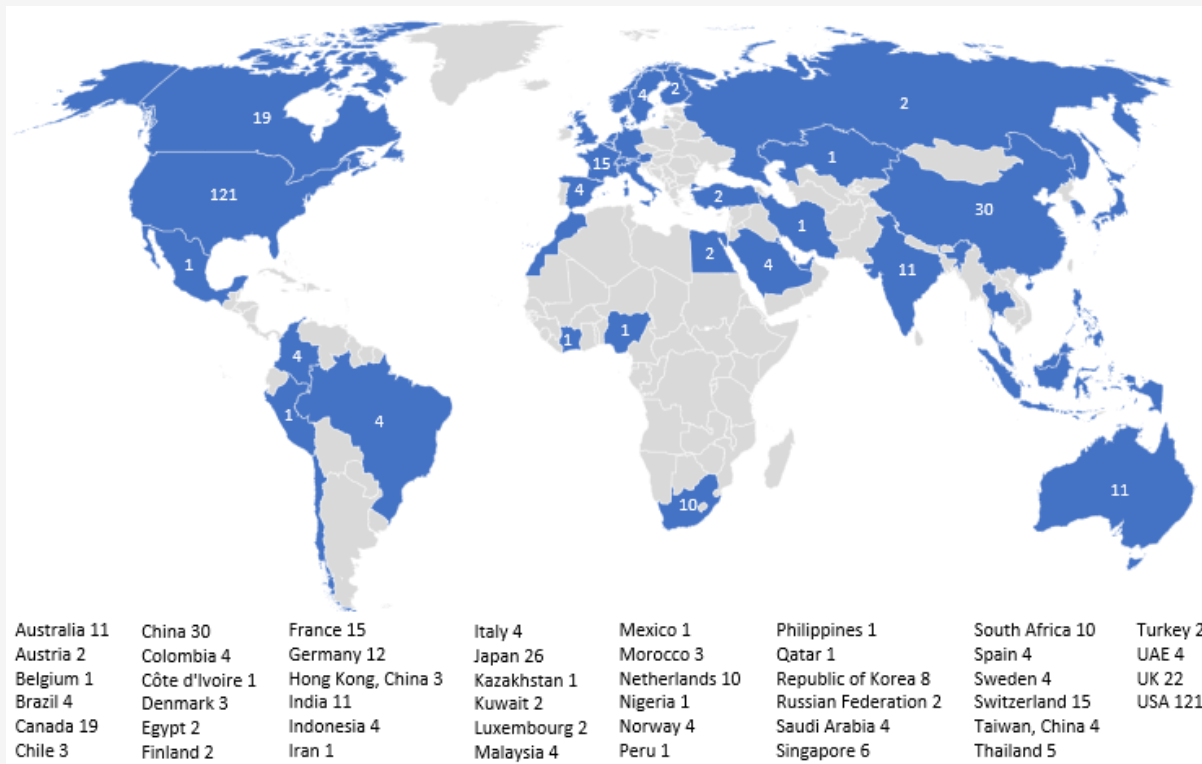 4
2
2
19
15
1
121
4
2
30
1
2
1
4
11
1
1
4
1
4
11
10
Australia 11
Austria 2
Belgium 1
Brazil 4
Canada 19
Chile 3
China 30
Colombia 4
Côte d'Ivoire 1
Denmark 3
Egypt 2
Finland 2
France 15
Germany 12
Hong Kong, China 3
India 11
Indonesia 4
Iran 1
Italy 4
Japan 26
Kazakhstan 1
Kuwait 2
Luxembourg 2
Malaysia 4
Mexico 1
Morocco 3
Netherlands 10
Nigeria 1
Norway 4
Peru 1
Philippines 1
Qatar 1
Republic of Korea 8
Russian Federation 2
Saudi Arabia 4
Singapore 6
South Africa 10
Spain 4
Sweden 4
Switzerland 15
Taiwan, China 4
Thailand 5
Turkey 2
UAE 4
UK 22
USA 121